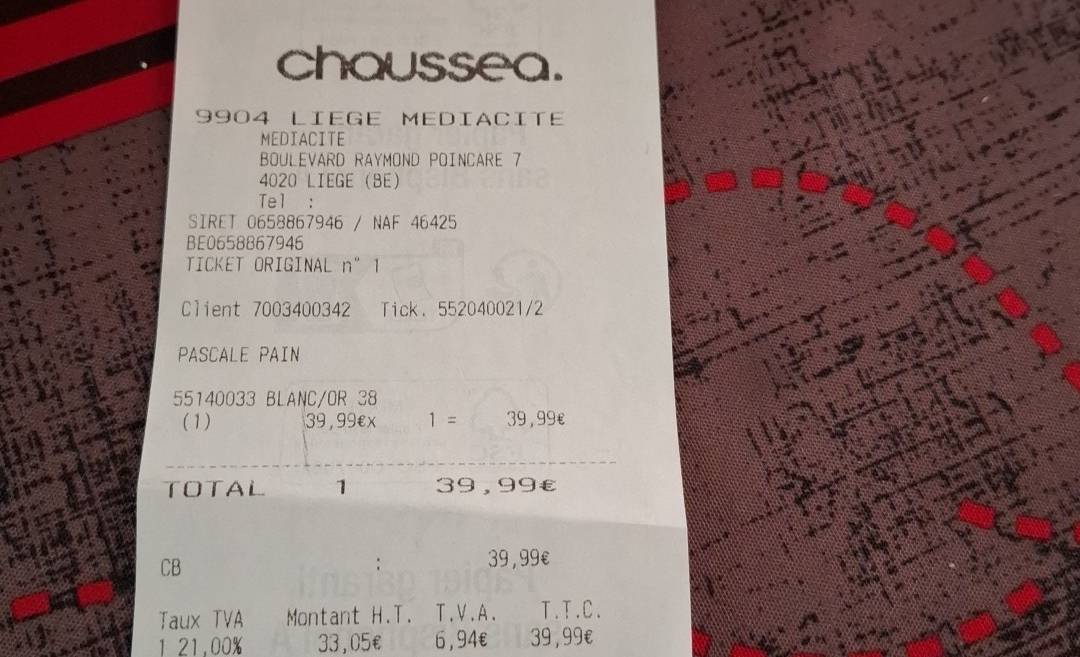 chaussea.
9904 LIEGE MEDIACITE
MEDIACITE
BOULEVARD RAYMOND POINCARE 7
4020 LIEGE (BE)
Tel :
SIRET 0658867946 / NAF 46425
BE0658867946
TICKET ORIGINAL n° 1
Client 7003400342 Tick. 552040021/2
PASCALE PAIN
55140033 BLANC/OR 38
(1) 39,99€x 1 = 39,99€
TOTAL 1 39,99€
CB : 39,99€
Taux TVA Montant H.T. T.V.A. T.T.C.
1 21,00% 33,05€ 6,94€ 39,99€